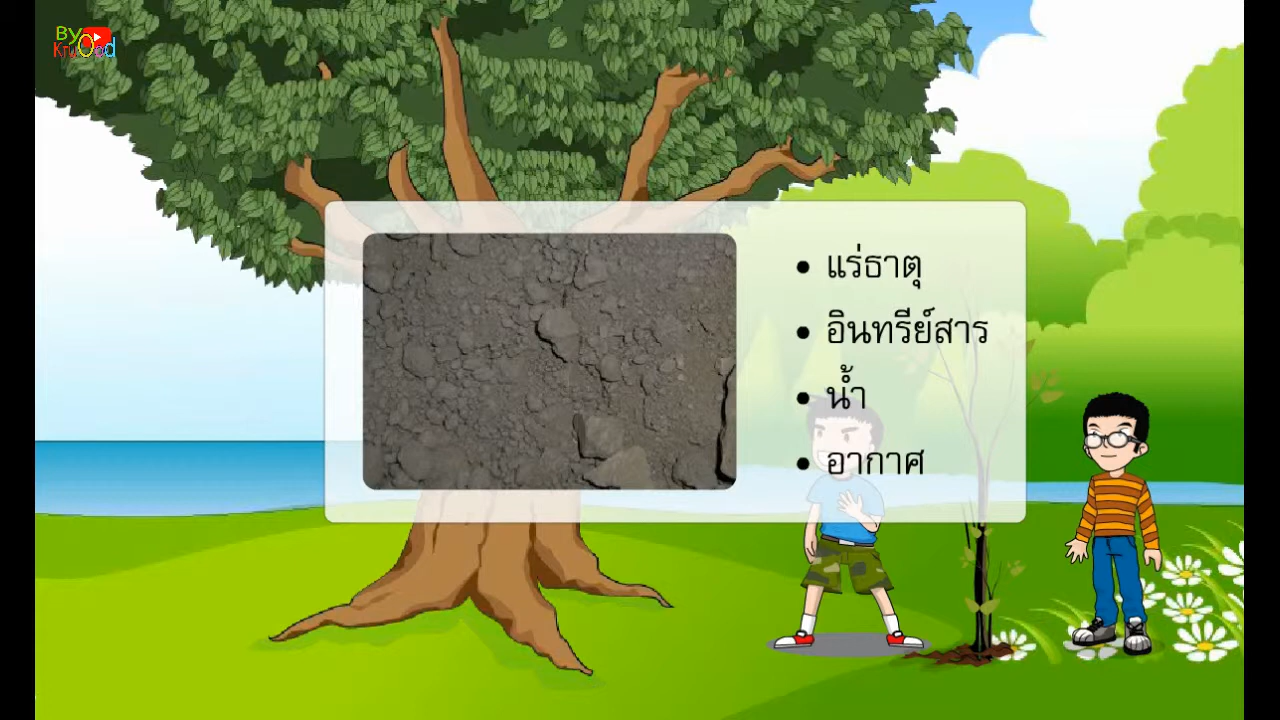 By
KruOod
แร่ธาตุ
อินทรีย์สาร
น้ำ
อากาศ